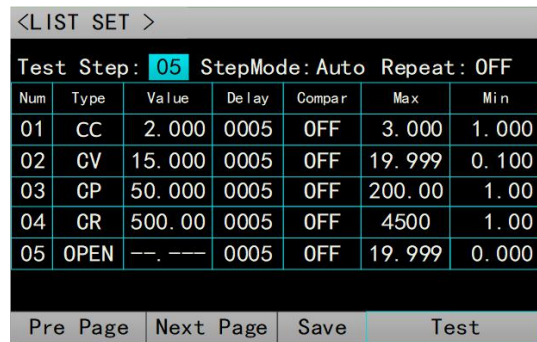 <LIST SET >
Test Step: 05 StepMode: Auto Repeat: OFF
Num Type Value Delay Compar Max Min
01 CC 2.000 0005 OFF 3.000 1.000
02 CV 15.000 0005 OFF 19.999 0.100
03 CP 50.000 0005 OFF 200.00 1.00
04 CR 500.00 0005 OFF 4500 1.00
05 OPEN --.--- 0005 OFF 19.999 0.000
Pre Page Next Page Save Test